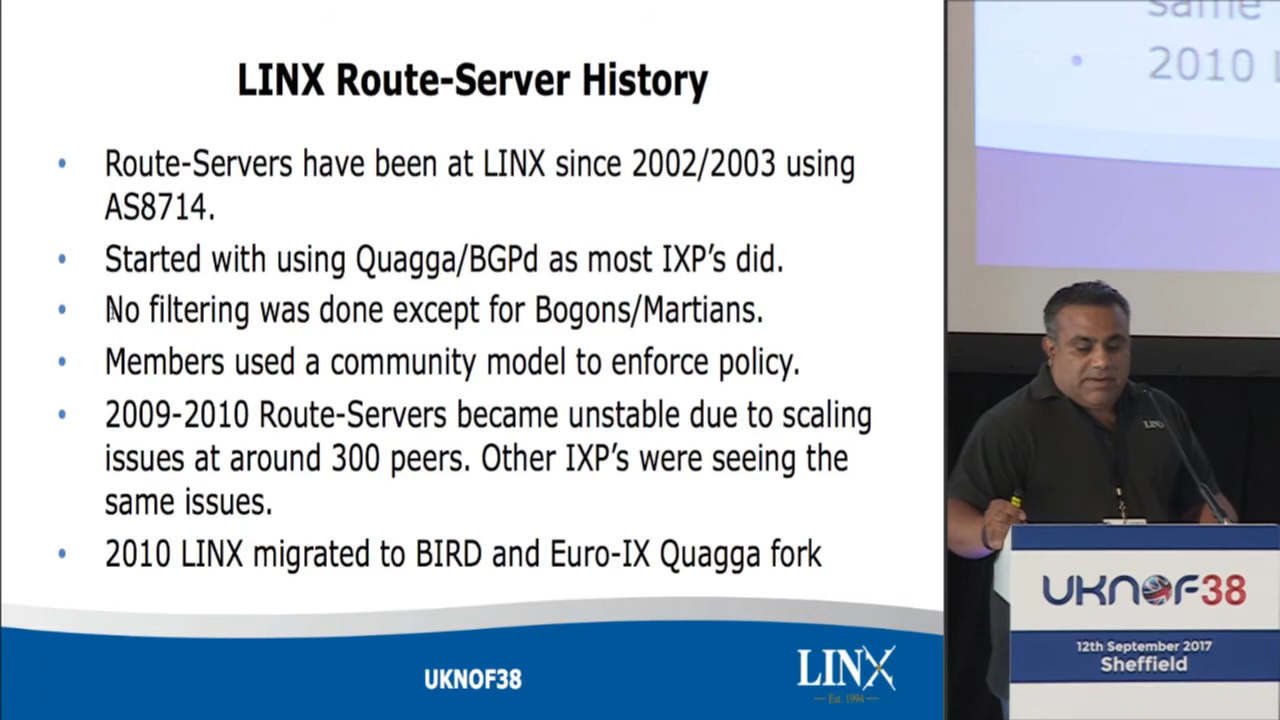 LINX Route-Server History
• Route-Servers have been at LINX since 2002/2003 using
AS8714.
• Started with using Quagga/BGPd as most IXP's did.
• No filtering was done except for Bogons/Martians.
• Members used a community model to enforce policy.
• 2009-2010 Route-Servers became unstable due to scaling
issues at around 300 peers. Other IXP's were seeing the
same issues.
• 2010 LINX migrated to BIRD and Euro-IX Quagga fork
UKNOF38
LINX
Est. 1994
same
• 2010 L
LINX
UKNOF38
12th September 2017
Sheffield